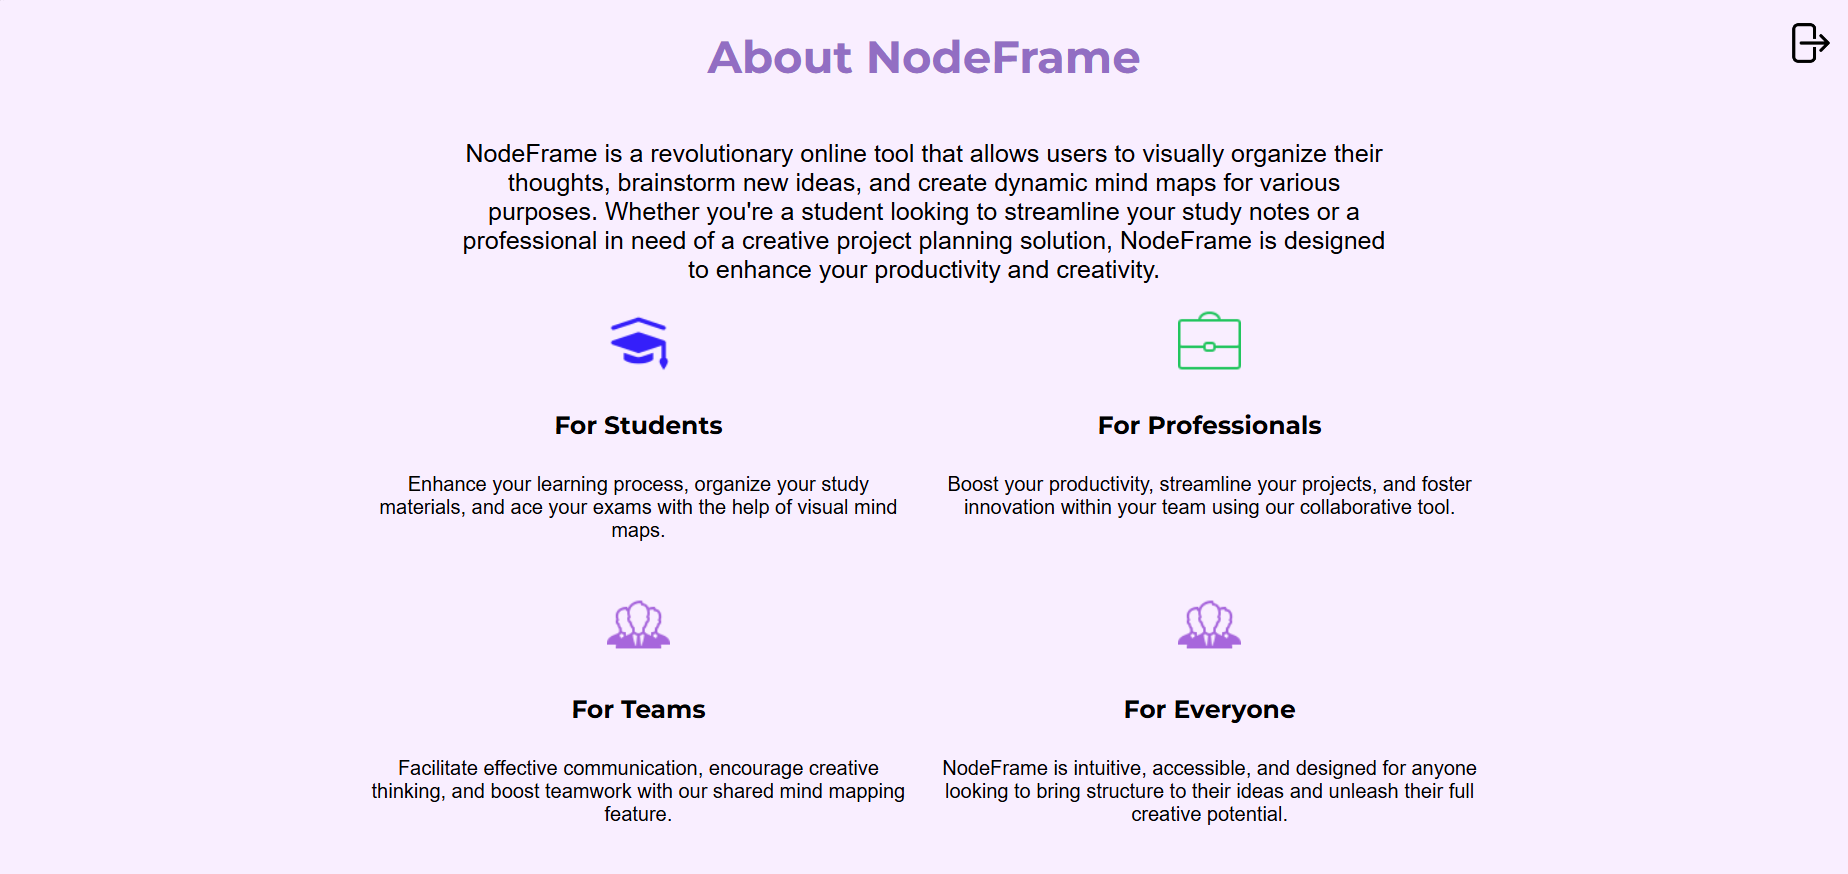 About NodeFrame
NodeFrame is a revolutionary online tool that allows users to visually organize their
thoughts, brainstorm new ideas, and create dynamic mind maps for various
purposes. Whether you're a student looking to streamline your study notes or a
professional in need of a creative project planning solution, NodeFrame is designed
to enhance your productivity and creativity.
For Students
Enhance your learning process, organize your study
materials, and ace your exams with the help of visual mind
maps.
For Professionals
Boost your productivity, streamline your projects, and foster
innovation within your team using our collaborative tool.
For Teams
Facilitate effective communication, encourage creative
thinking, and boost teamwork with our shared mind mapping
feature.
For Everyone
NodeFrame is intuitive, accessible, and designed for anyone
looking to bring structure to their ideas and unleash their full
creative potential.